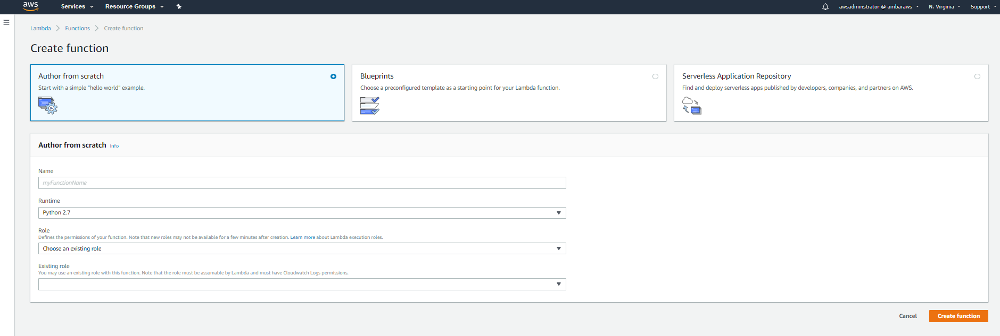 aws Services Resource Groups awsadminstrator @ ambaraws N. Virginia Support
Lambda Functions Create function
Create function
Author from scratch
Start with a simple "hello world" example.
Blueprints
Choose a preconfigured template as a starting point for your Lambda function.
Serverless Application Repository
Find and deploy serverless apps published by developers, companies, and partners on AWS.
Author from scratch Info
Name
myFunctionName
Runtime
Python 2.7
Role
Defines the permissions of your function. Note that new roles may not be available for a few minutes after creation. Learn more about Lambda execution roles.
Choose an existing role
Existing role
You may use an existing role with this function. Note that the role must be assumable by Lambda and must have Cloudwatch Logs permissions.
Cancel Create function